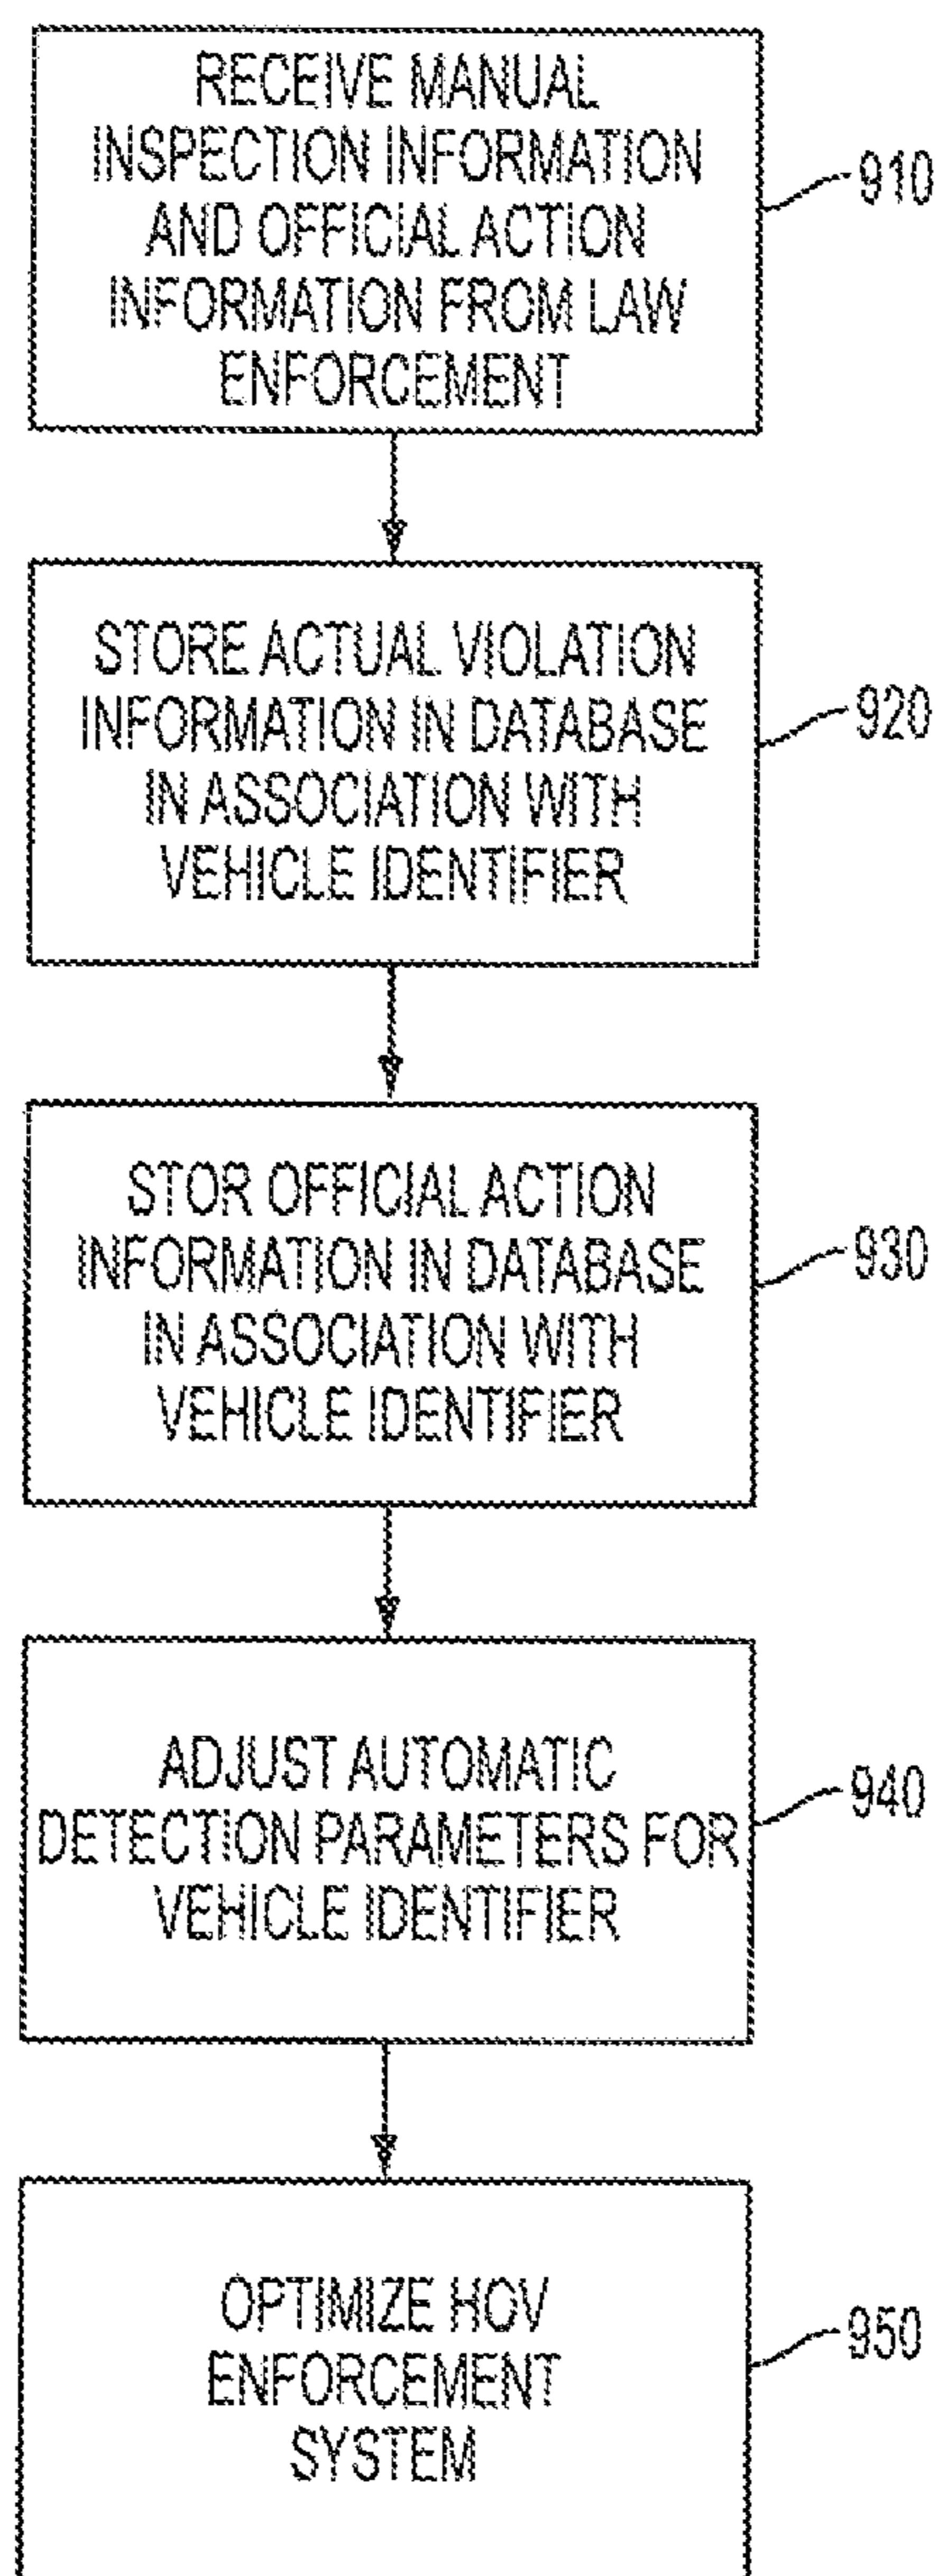 RECEIVE MANUAL
INSPECTION INFORMATION
AND OFFICIAL ACTION
INFORMATION FROM LAW
ENFORCEMENT
910
STORE ACTUAL VIOLATION
INFORMATION IN DATABASE
IN ASSOCIATION WITH
VEHICLE IDENTIFIER
920
STOR OFFICIAL ACTION
INFORMATION IN DATABASE
IN ASSOCIATION WITH
VEHICLE IDENTIFIER
930
ADJUST AUTOMATIC
DETECTION PARAMETERS FOR
VEHICLE IDENTIFIER
940
OPTIMIZE HOV
ENFORCEMENT
SYSTEM
950